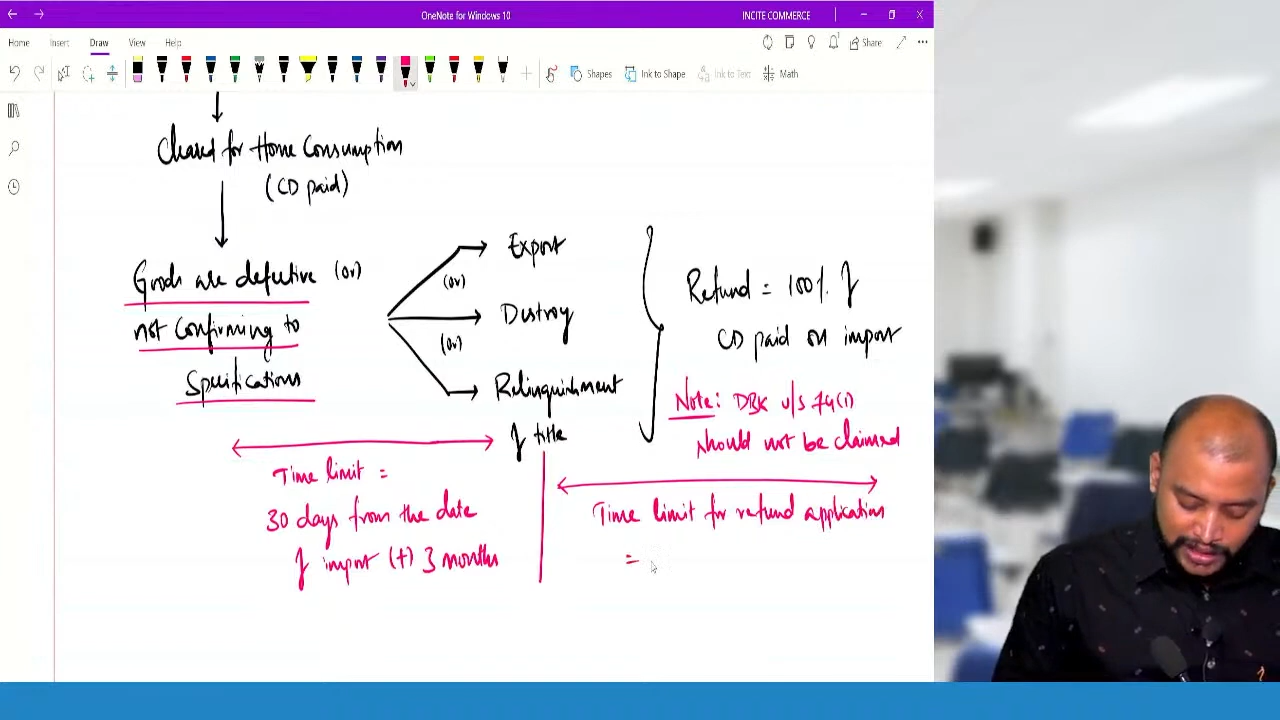 OneNote for Windows 10
INCITE COMMERCE
Home Insert Draw View Help
Share
Shapes
Ink to Shape
Ink to Text
Math
Cleared for Home Consumption
(CD paid)
Goods are defective (or)
not Confirming to
Specifications
Export
(or)
Destroy
(or)
Relinquishment
of title
Refund = 100% of
CD paid on import
Note: DBK u/s 74(1)
should not be claimed
Time limit =
30 days from the date
of import (+) 3 months
Time limit for refund application
=